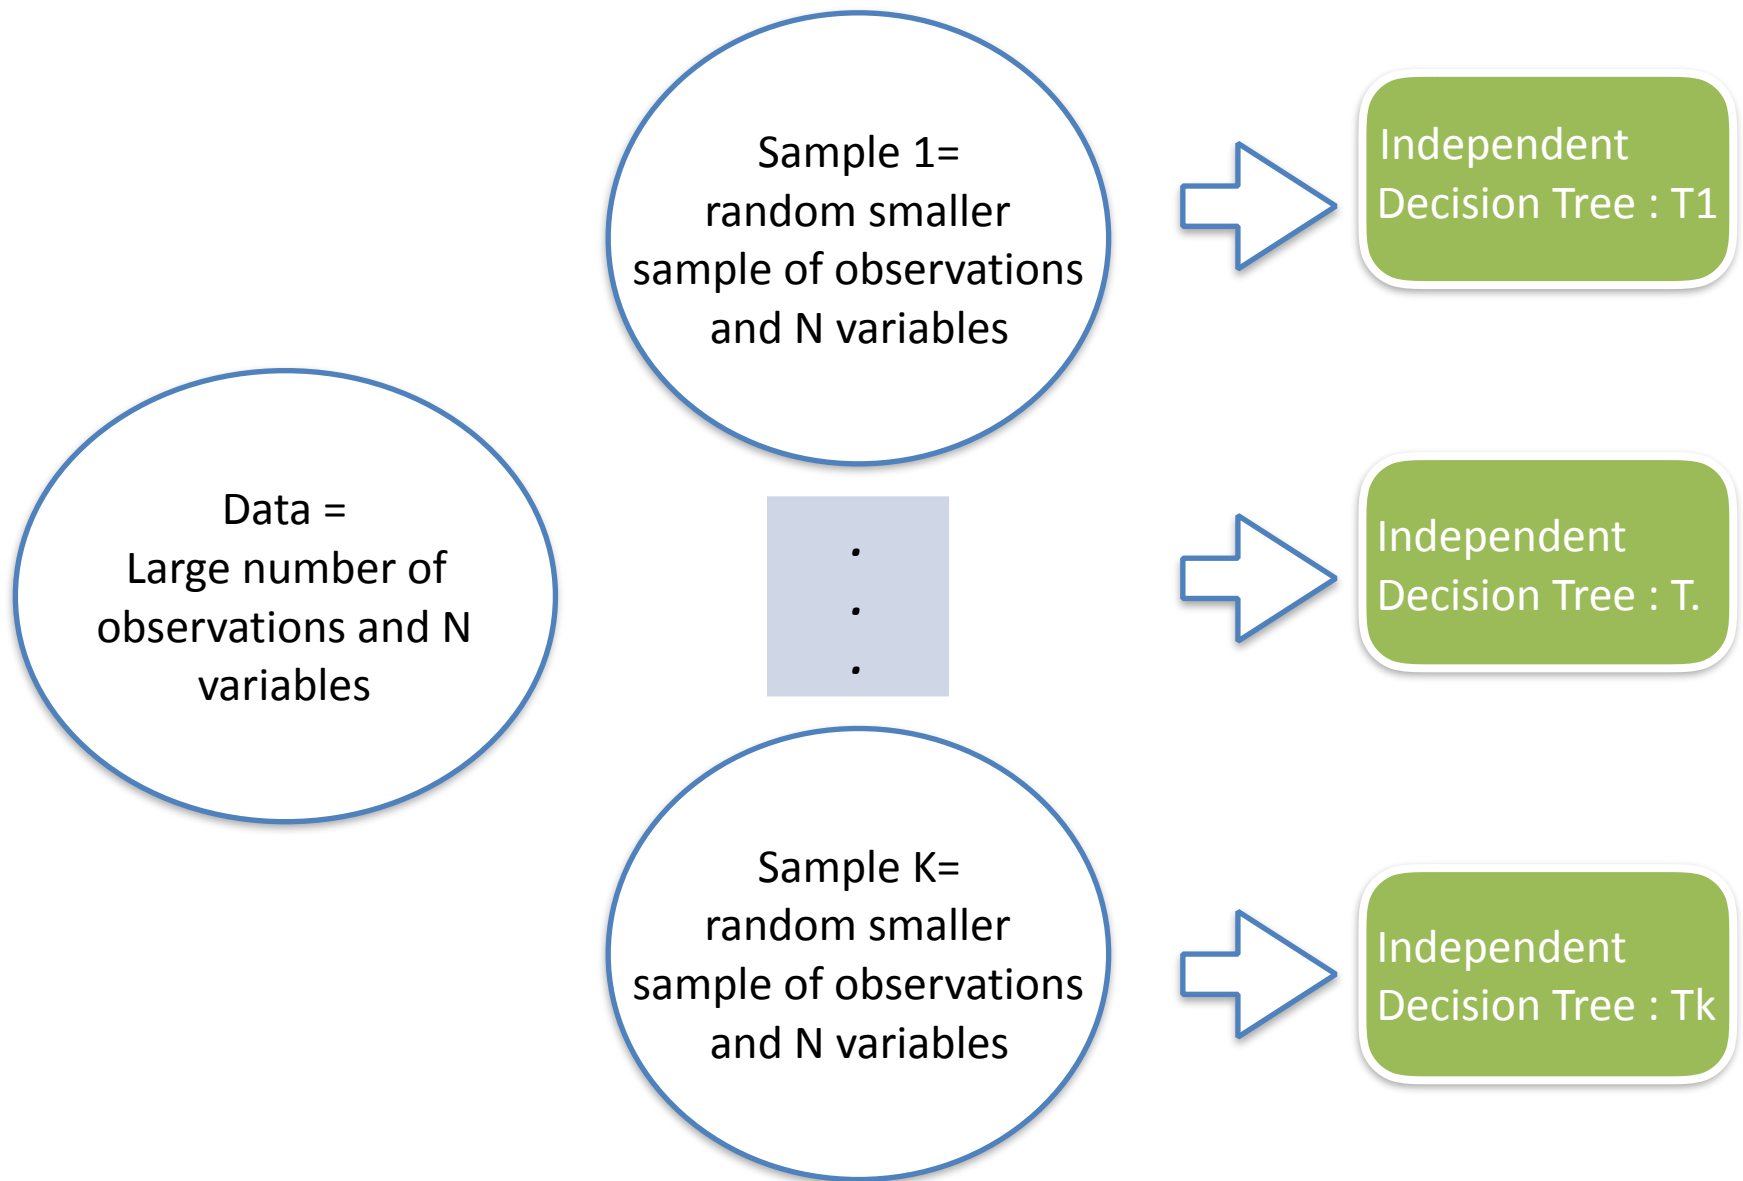 Data =
Large number of
observations and N
variables
Sample 1=
random smaller
sample of observations
and N variables
.
.
.
Sample K=
random smaller
sample of observations
and N variables
Independent
Decision Tree : T1
Independent
Decision Tree : T.
Independent
Decision Tree : Tk